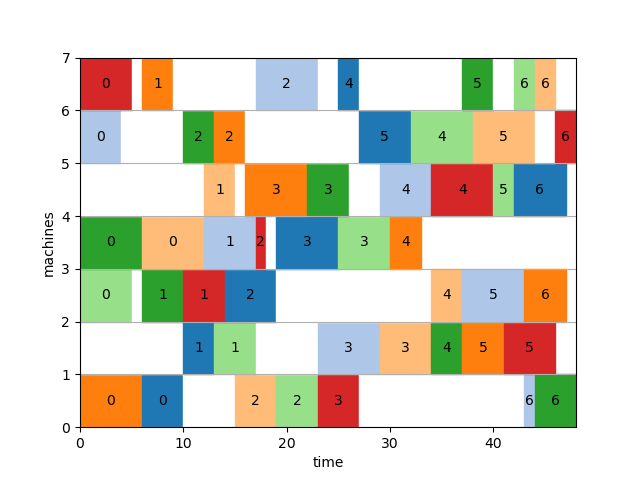 7
0 1 2 4 5 6 6
6
0 2 2 5 4 5 6
5
1 3 3 4 4 5 6
4
0 0 1 2 3 3 4
3
0 1 1 2 4 5 6
2
1 1 3 3 4 5 5
1
0 0 2 2 3 6 6
0
0 10 20 30 40
time
machines